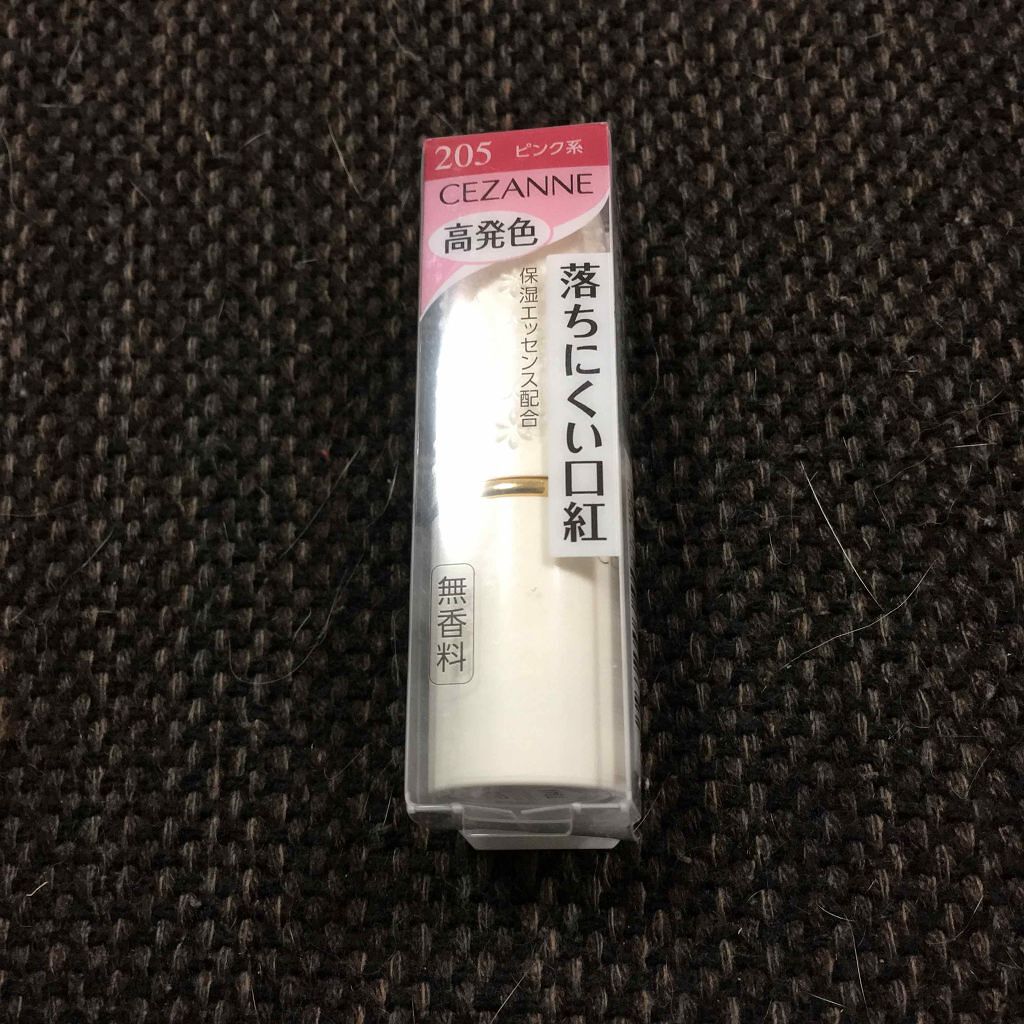 205 ピンク系
CEZANNE
高発色
落ちにくい口紅
保湿エッセンス配合
無香料